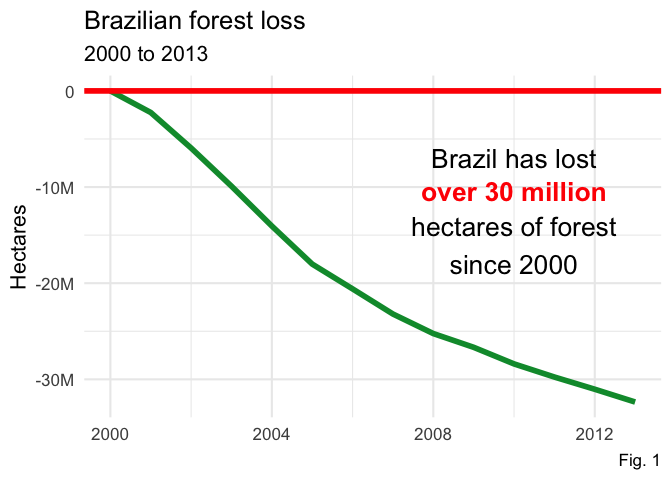 Brazilian forest loss
2000 to 2013
Hectares
0
-10M
-20M
-30M
Brazil has lost
over 30 million
hectares of forest
since 2000
2000
2004
2008
2012
Fig. 1